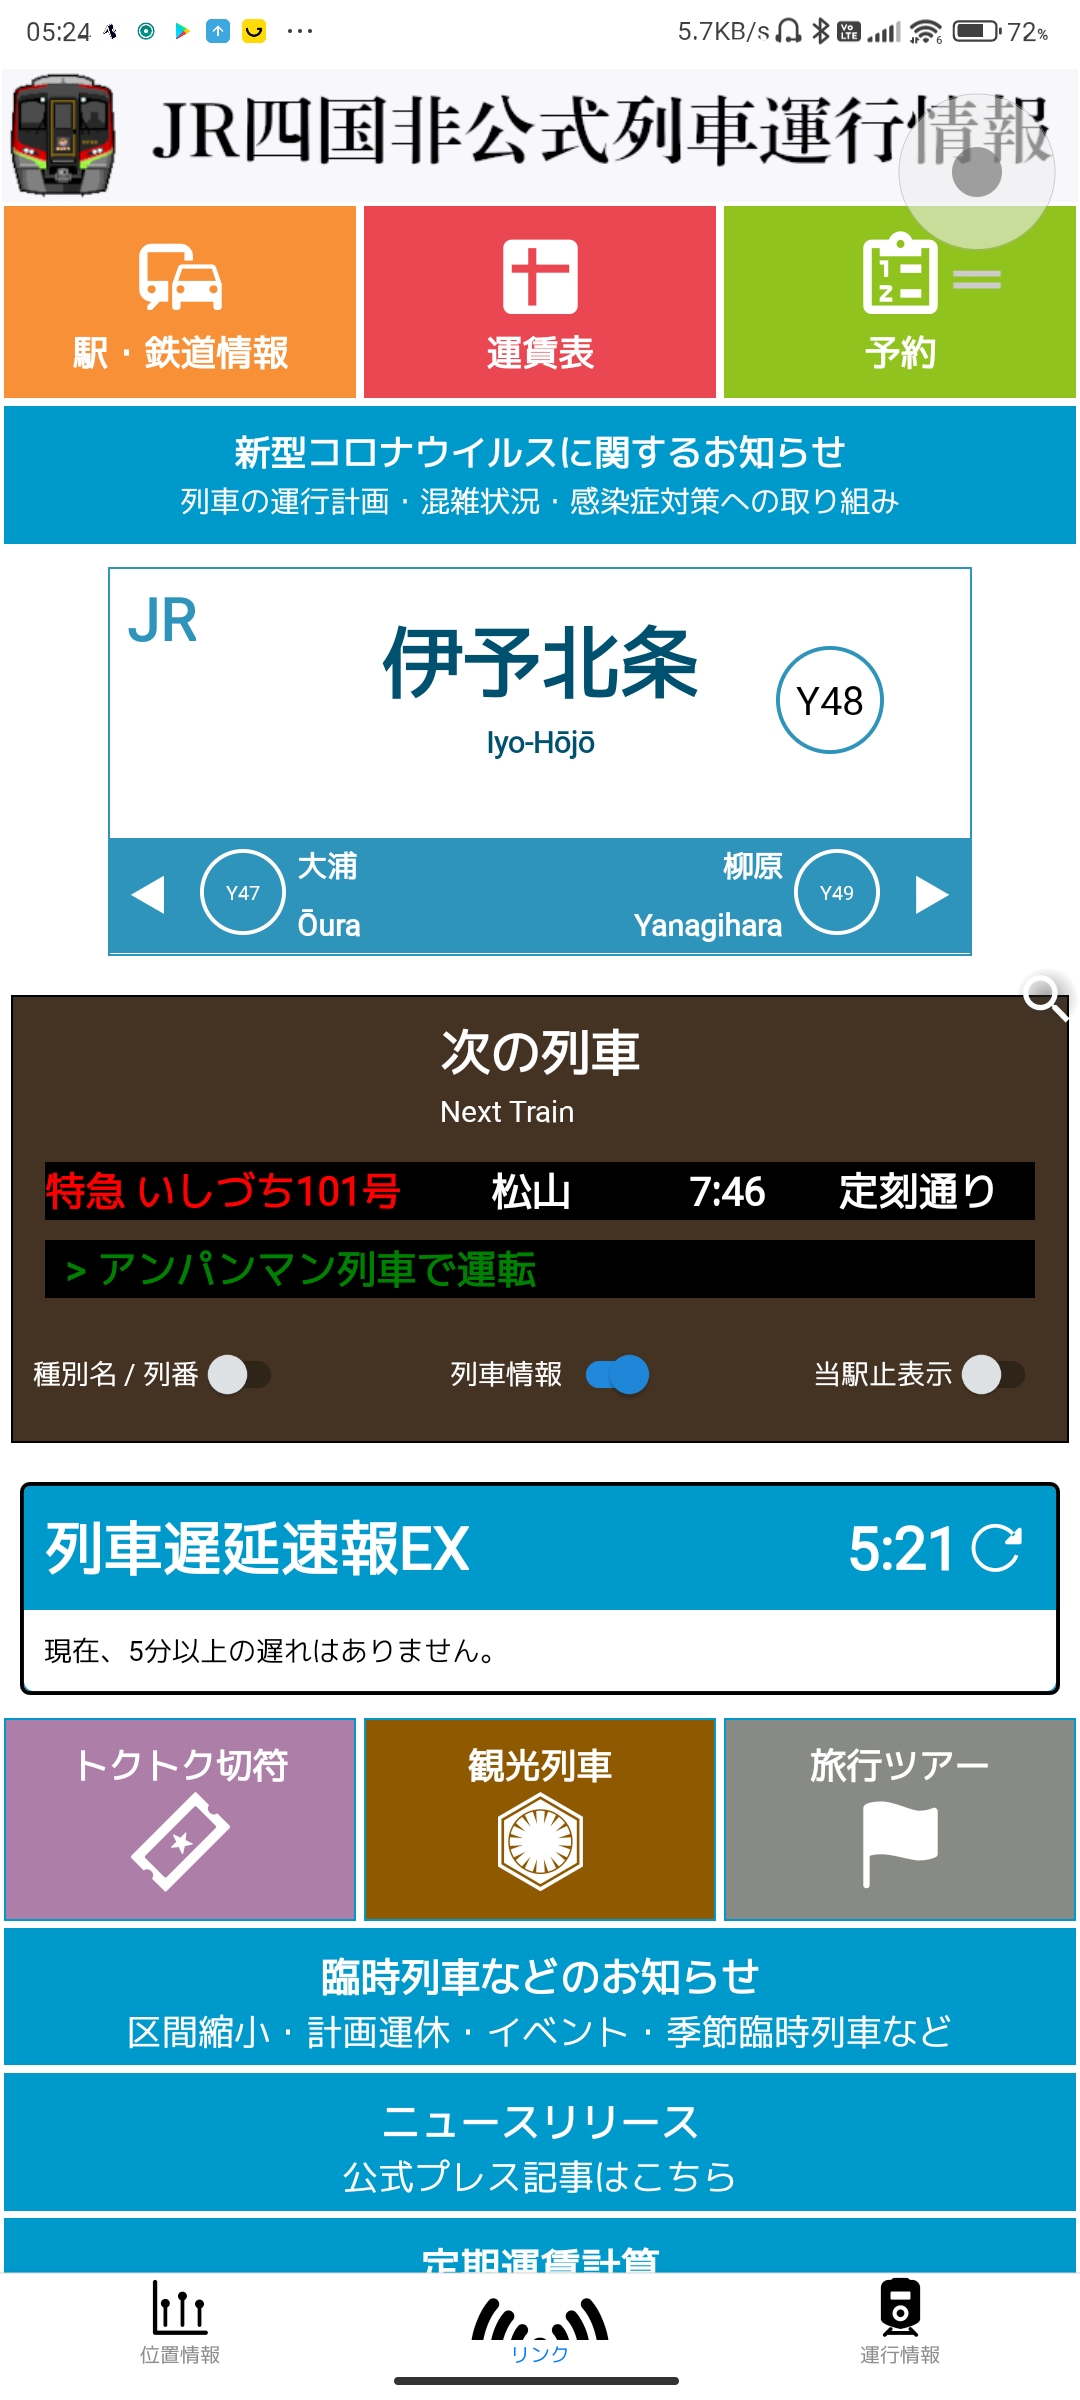 05:24 5.7KB/s Vo LTE 6 72%
JR四国非公式列車運行情報
駅・鉄道情報
運賃表
1
2
予約
新型コロナウイルスに関するお知らせ
列車の運行計画・混雑状況・感染症対策への取り組み
JR
伊予北条
Y48
Iyo-Hōjō
Y47
大浦
Ōura
柳原
Yanagihara
Y49
次の列車
Next Train
特急 いしづち101号 松山 7:46 定刻通り
> アンパンマン列車で運転
種別名 / 列番 列車情報 当駅止表示
列車遅延速報EX 5:21
現在、5分以上の遅れはありません。
トクトク切符
観光列車
旅行ツアー
臨時列車などのお知らせ
区間縮小・計画運休・イベント・季節臨時列車など
ニュースリリース
公式プレス記事はこちら
定期運賃計算
位置情報 リンク 運行情報